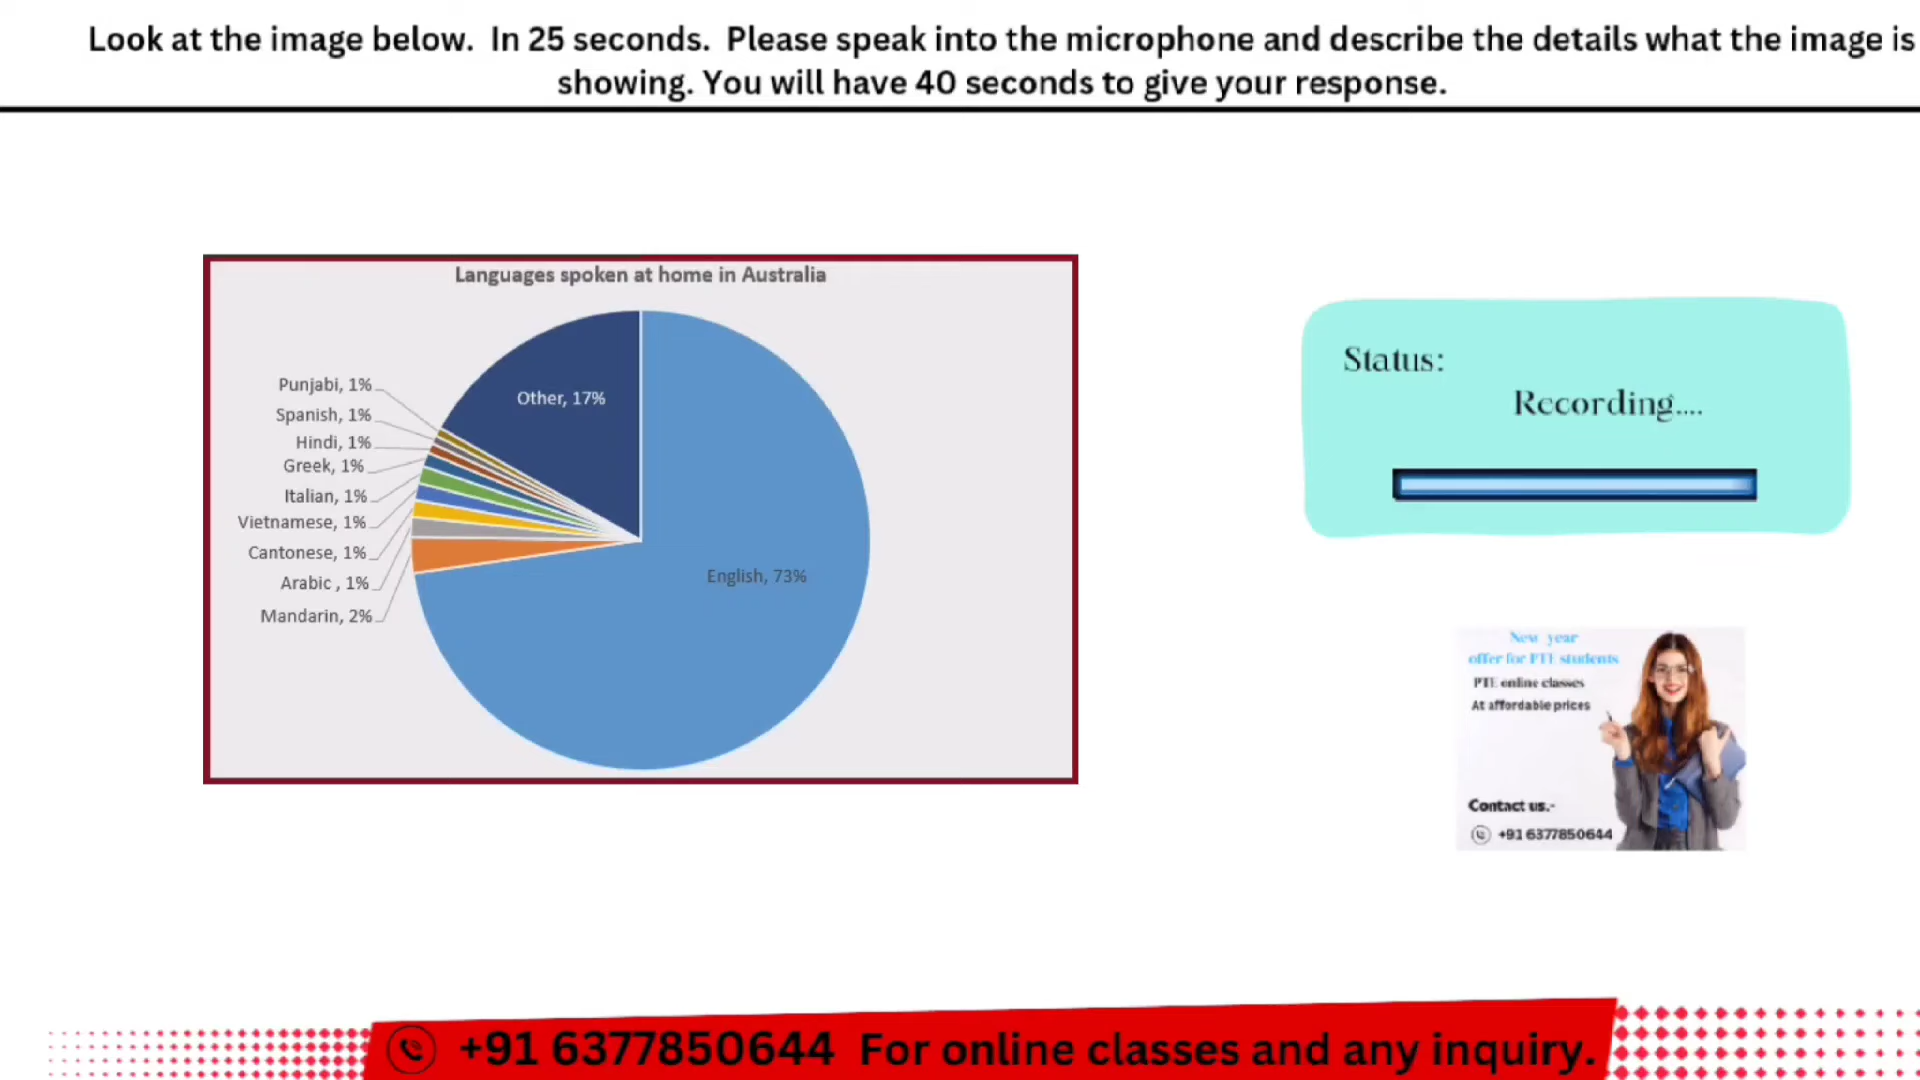 Look at the image below. In 25 seconds. Please speak into the microphone and describe the details what the image is
showing. You will have 40 seconds to give your response.
Languages spoken at home in Australia
Other, 17%
Punjabi, 1%
Spanish, 1%
Hindi, 1%
Greek, 1%
Italian, 1%
Vietnamese, 1%
Cantonese, 1%
Arabic , 1%
Mandarin, 2%
English, 73%
Status:
Recording....
New year
offer for PTE students
PTE online classes
At affordable prices
Contact us.-
+91 6377850644
+91 6377850644 For online classes and any inquiry.